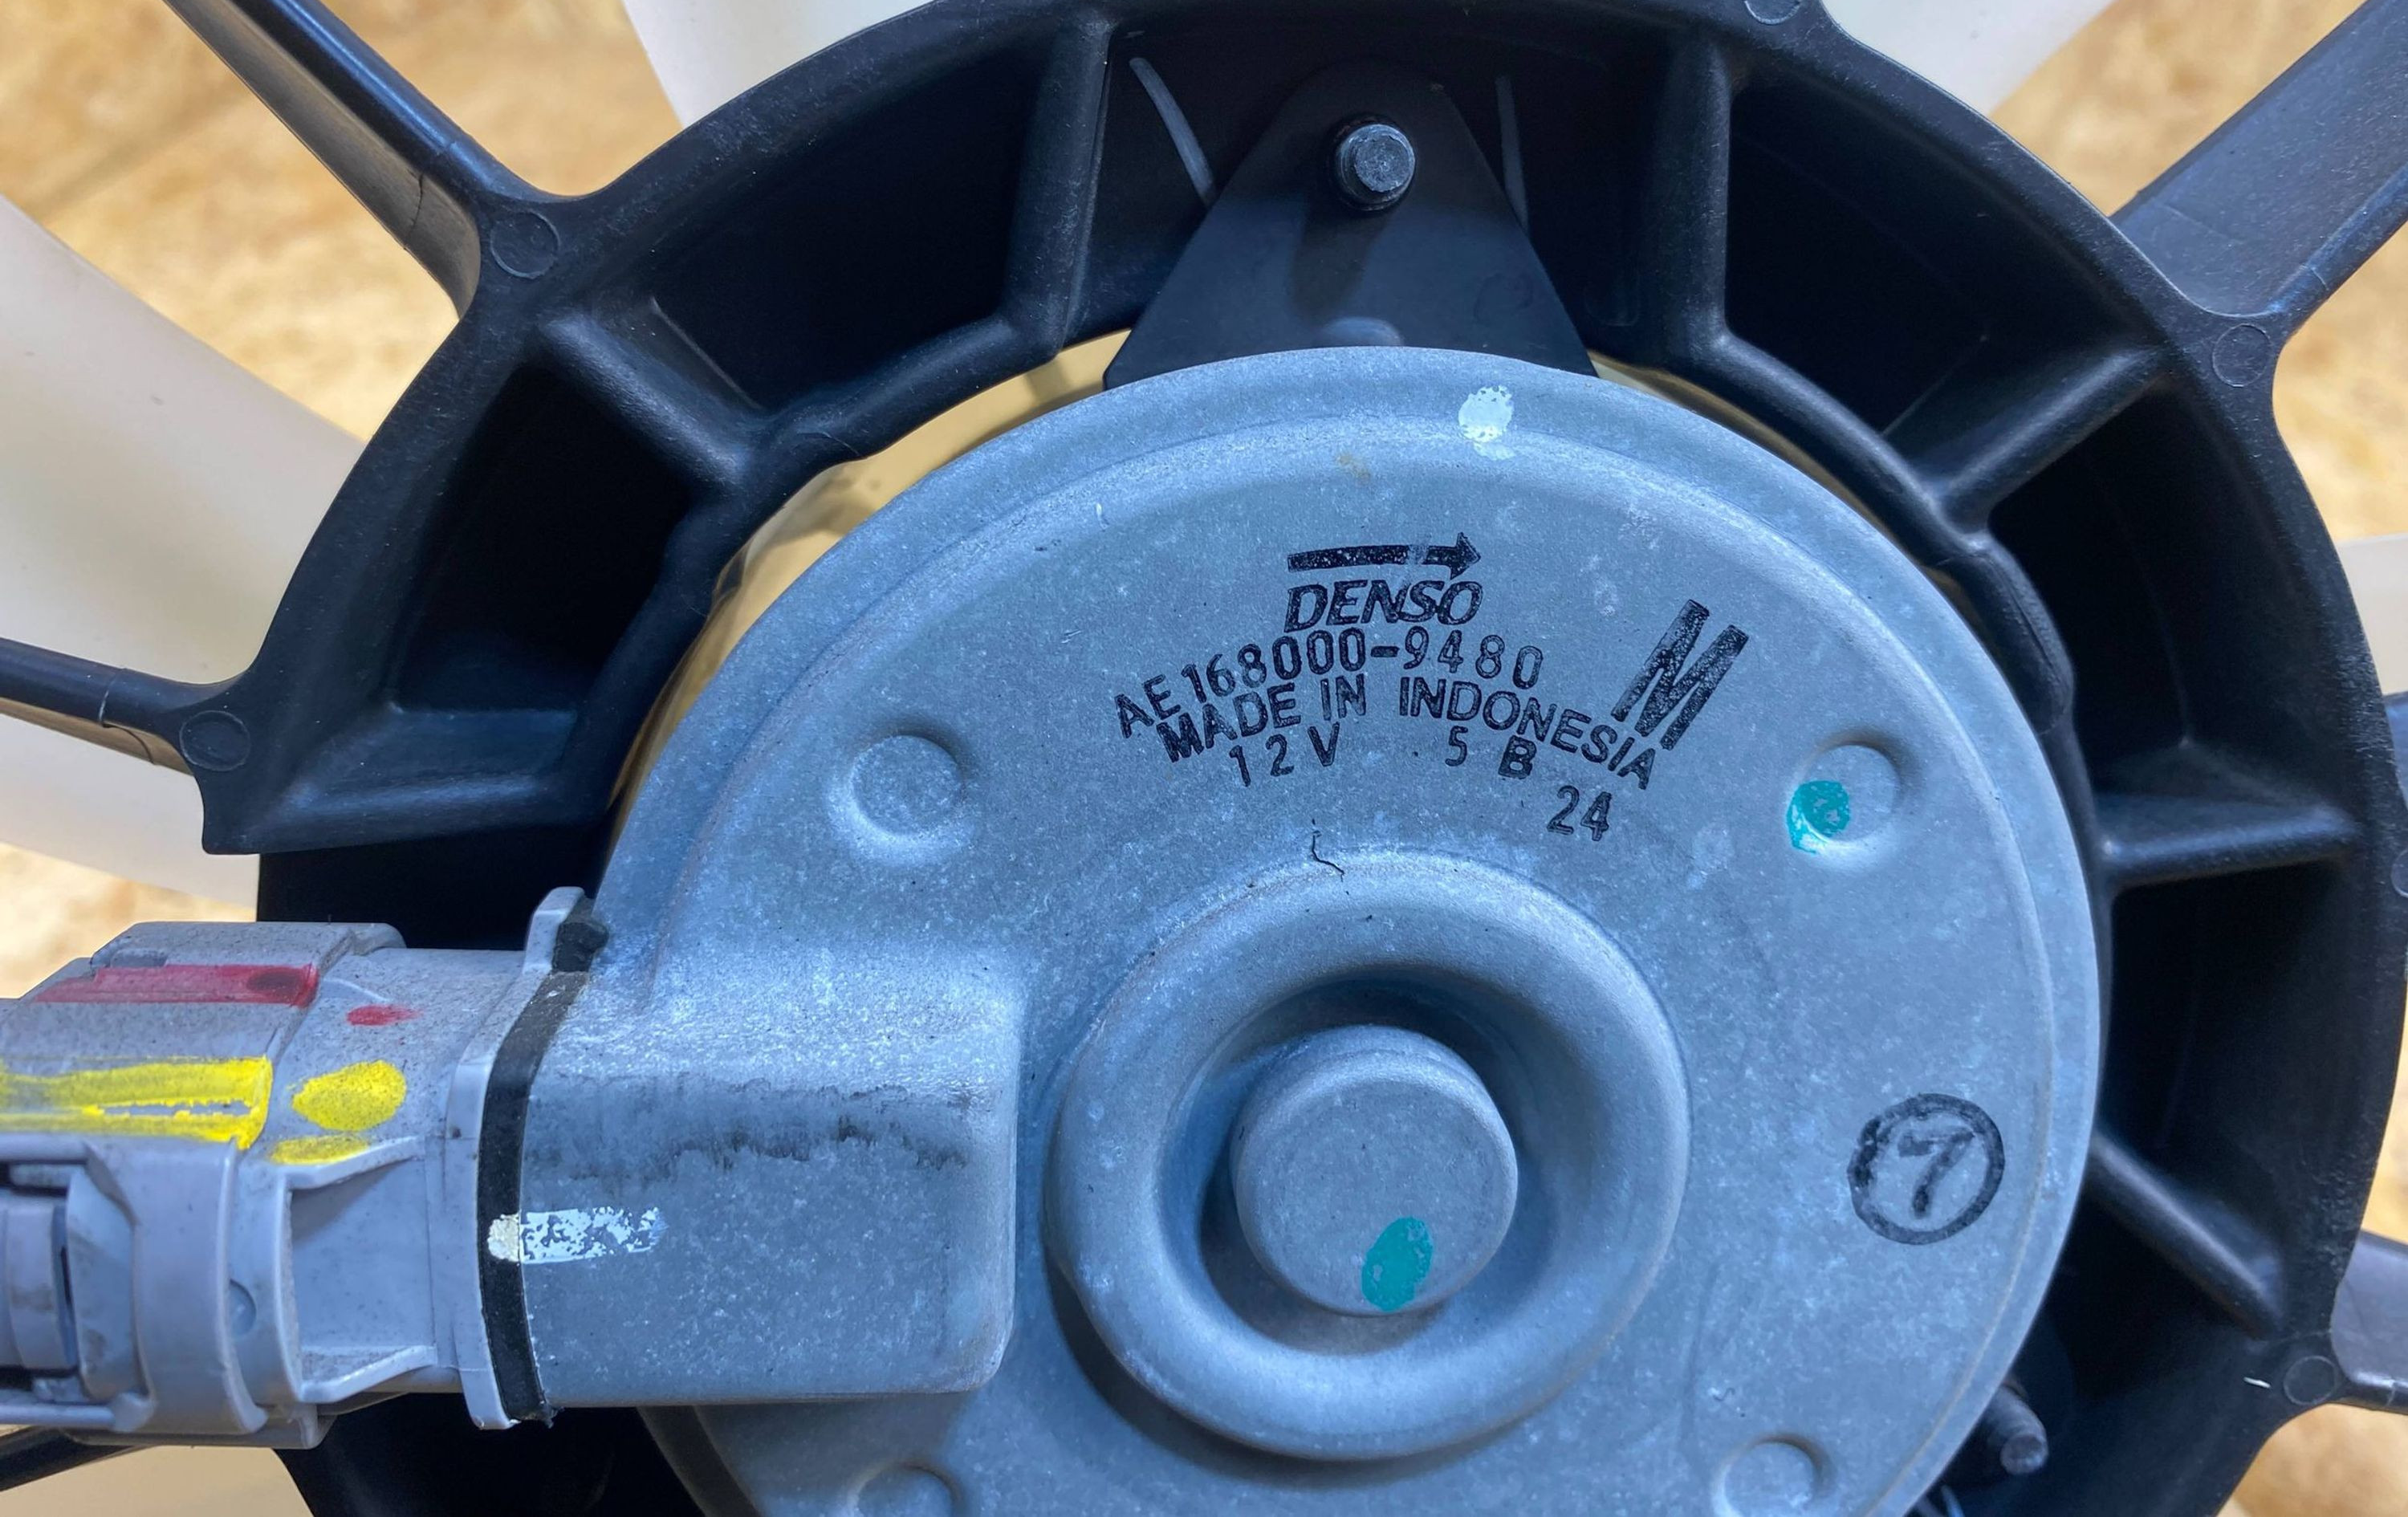 DENSO
M
AE168000-9480
MADE IN INDONESIA
12V 5 B
24
7